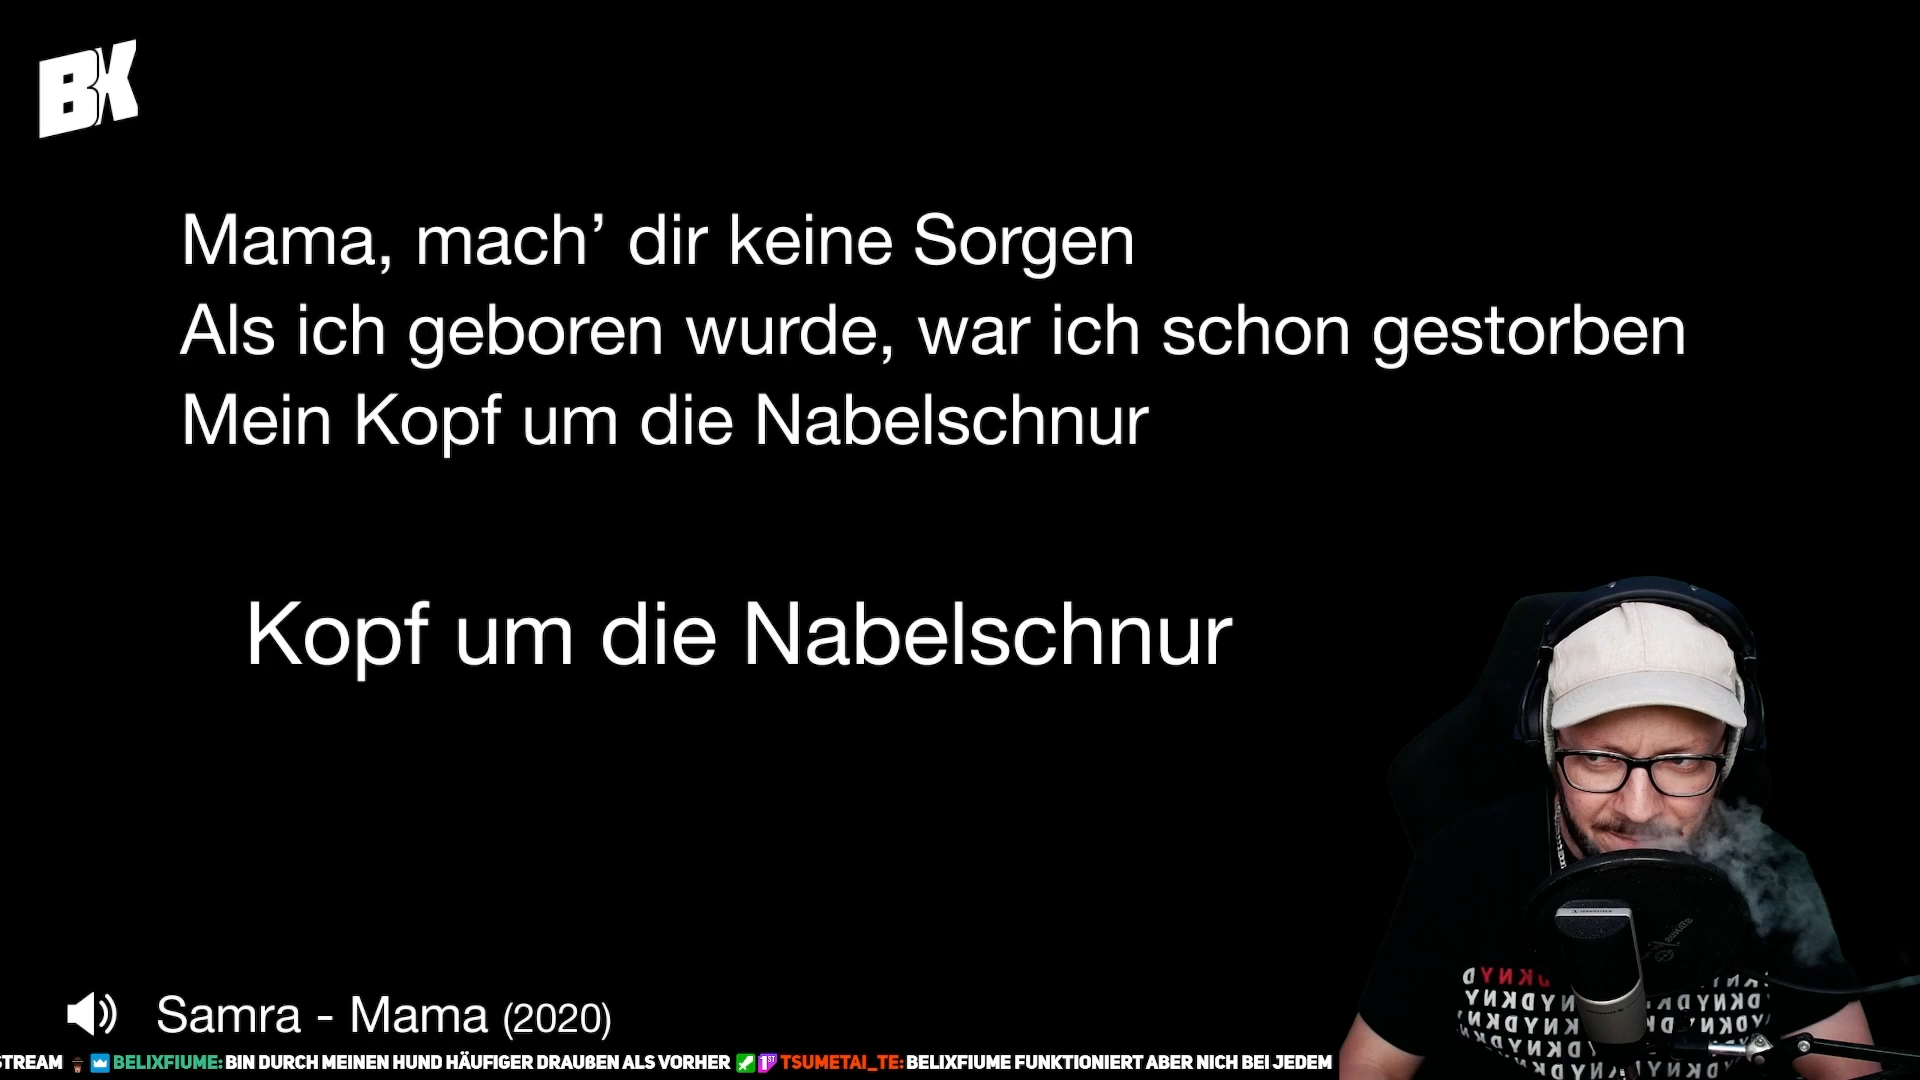 BK
Mama, mach’ dir keine Sorgen
Als ich geboren wurde, war ich schon gestorben
Mein Kopf um die Nabelschnur
Kopf um die Nabelschnur
Samra - Mama (2020)
STREAM BELIXFIUME: BIN DURCH MEINEN HUND HÄUFIGER DRAUßEN ALS VORHER 1ST TSUMETAI_TE: BELIXFIUME FUNKTIONIERT ABER NICH BEI JEDEM